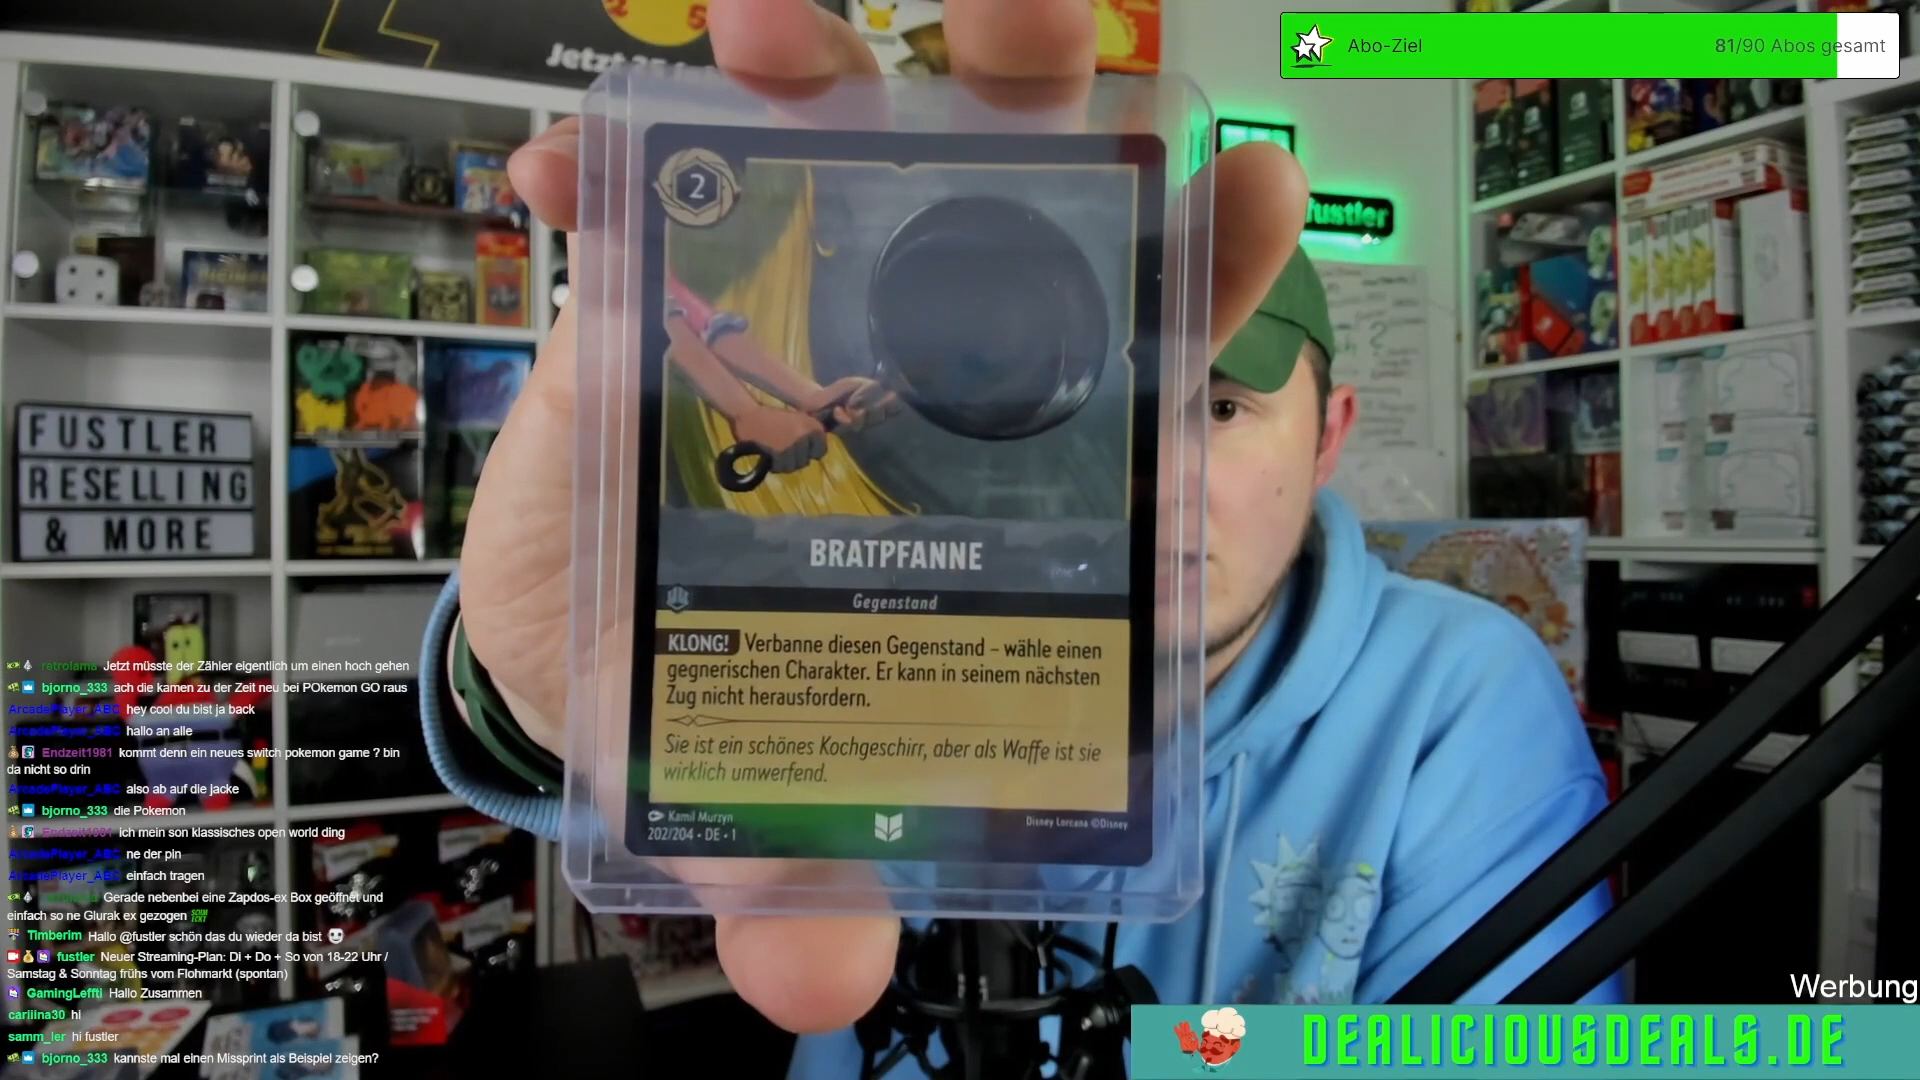 Abo-Ziel
81/90 Abos gesamt
Jetzt
fustler
2
BRATPFANNE
Gegenstand
KLONG! Verbanne diesen Gegenstand – wähle einen
gegnerischen Charakter. Er kann in seinem nächsten
Zug nicht herausfordern.
Sie ist ein schönes Kochgeschirr, aber als Waffe ist sie
wirklich umwerfend.
Kamil Murzyn
202/204 • DE • 1
Disney Lorcana ©Disney
FUSTLER
RESELLING
& MORE
retrolama Jetzt müsste der Zähler eigentlich um einen hoch gehen
bjorno_333 ach die kamen zu der Zeit neu bei POkemon GO raus
ArcadePlayer_ABC hey cool du bist ja back
ArcadePlayer_ABC hallo an alle
Endzeit1981 kommt denn ein neues switch pokemon game ? bin
da nicht so drin
ArcadePlayer_ABC also ab auf die jacke
bjorno_333 die Pokemon
Endzeit1981 ich mein son klassisches open world ding
ArcadePlayer_ABC ne der pin
ArcadePlayer_ABC einfach tragen
Gerade nebenbei eine Zapdos-ex Box geöffnet und
einfach so ne Glurak ex gezogen
Timberim Hallo @fustler schön das du wieder da bist
fustler Neuer Streaming-Plan: Di + Do + So von 18-22 Uhr /
Samstag & Sonntag frühs vom Flohmarkt (spontan)
GamingLeffti Hallo Zusammen
cariiina30 hi
samm_ler hi fustler
bjorno_333 kannste mal einen Missprint als Beispiel zeigen?
Werbung
DEALICIOUSDEALS.DE